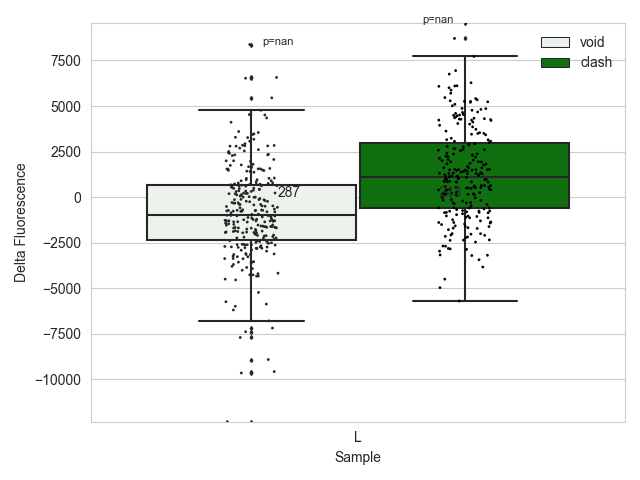 p=nan
p=nan
void
clash
7500
5000
2500
0
−2500
−5000
−7500
−10000
287
Delta Fluorescence
L
Sample